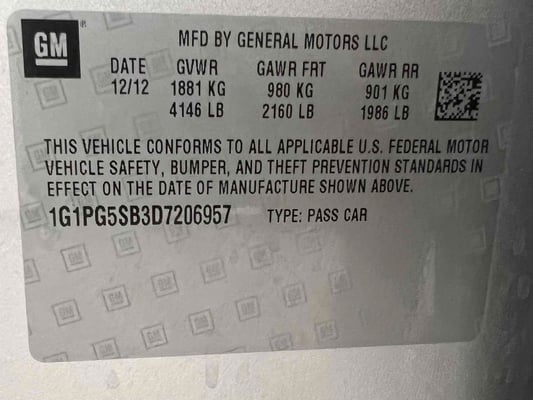 GM ®
MFD BY GENERAL MOTORS LLC
DATE GVWR GAWR FRT GAWR RR
12/12 1881 KG 980 KG 901 KG
4146 LB 2160 LB 1986 LB
THIS VEHICLE CONFORMS TO ALL APPLICABLE U.S. FEDERAL MOTOR
VEHICLE SAFETY, BUMPER, AND THEFT PREVENTION STANDARDS IN
EFFECT ON THE DATE OF MANUFACTURE SHOWN ABOVE.
1G1PG5SB3D7206957 TYPE: PASS CAR